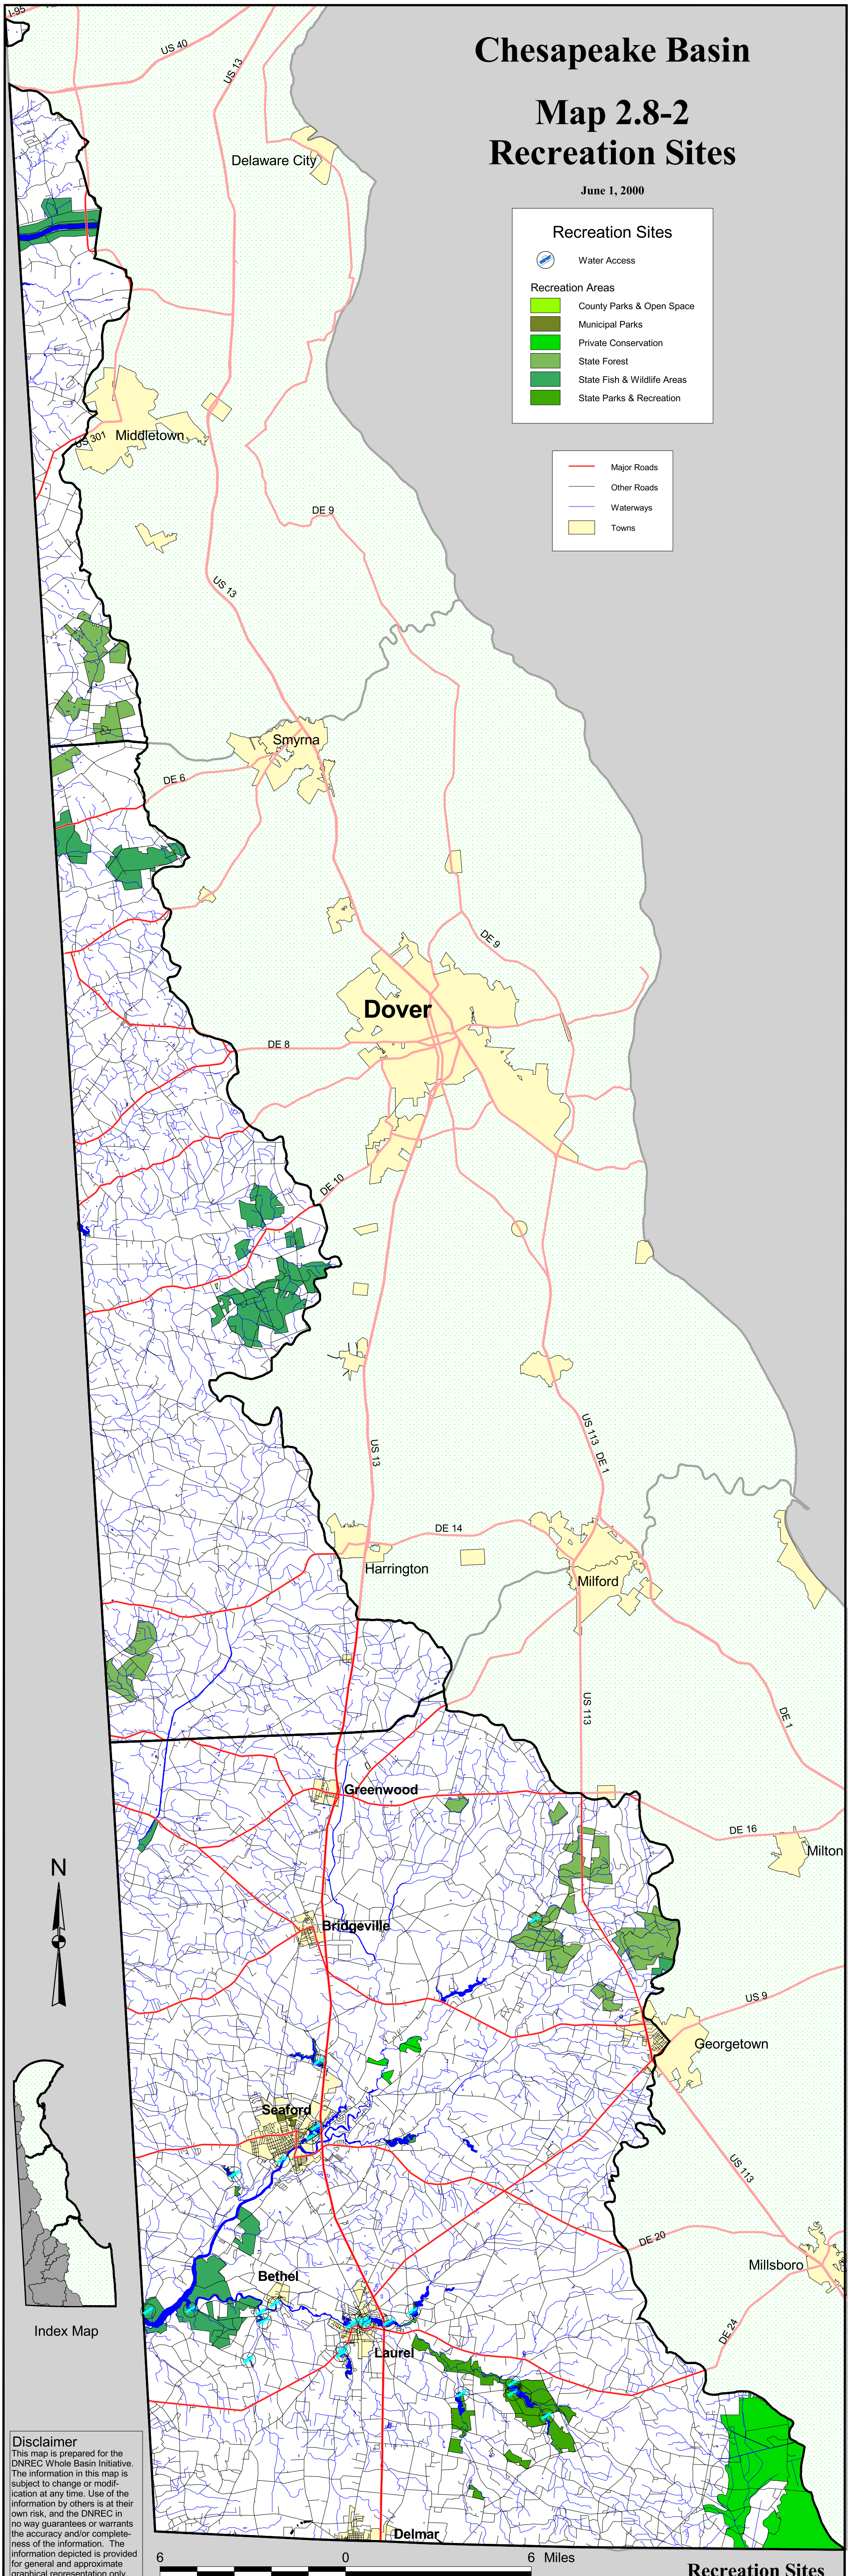 Chesapeake Basin
Map 2.8-2
Recreation Sites
June 1, 2000
Recreation Sites
Water Access
Recreation Areas
County Parks & Open Space
Municipal Parks
Private Conservation
State Forest
State Fish & Wildlife Areas
State Parks & Recreation
Major Roads
Other Roads
Waterways
Towns
I-95
US 40
US 13
Delaware City
US 301
Middletown
DE 9
US 13
Smyrna
DE 6
DE 9
Dover
DE 8
DE 10
US 13
US 113
DE 1
DE 14
Harrington
Milford
US 113
DE 1
Greenwood
DE 16
Milton
N
Bridgeville
US 9
Georgetown
Seaford
US 113
DE 20
Millsboro
Bethel
DE 24
Index Map
Laurel
Disclaimer
This map is prepared for the
DNREC Whole Basin Initiative.
The information in this map is
subject to change or modif-
ication at any time. Use of the
information by others is at their
own risk, and the DNREC in
no way guarantees or warrants
the accuracy and/or complete-
ness of the information. The
information depicted is provided
for general and approximate
graphical representation only.
Delmar
6 0 6 Miles
Recreation Sites